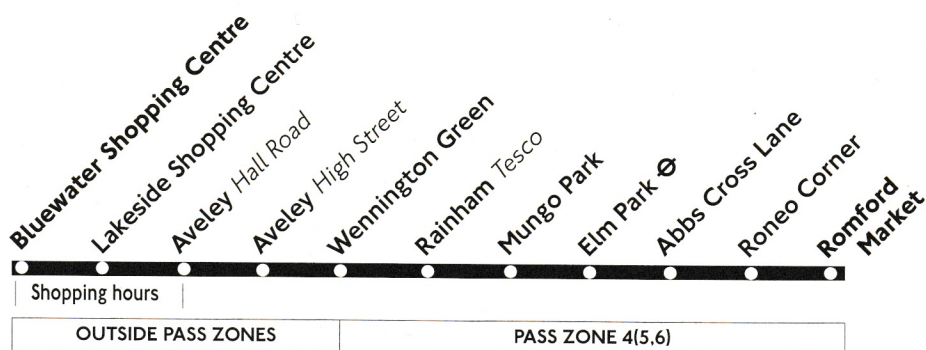 Bluewater Shopping Centre
Lakeside Shopping Centre
Aveley Hall Road
Aveley High Street
Wennington Green
Rainham Tesco
Mungo Park
Elm Park
Abbs Cross Lane
Roneo Corner
Romford
Market
Shopping hours
OUTSIDE PASS ZONES
PASS ZONE 4(5,6)